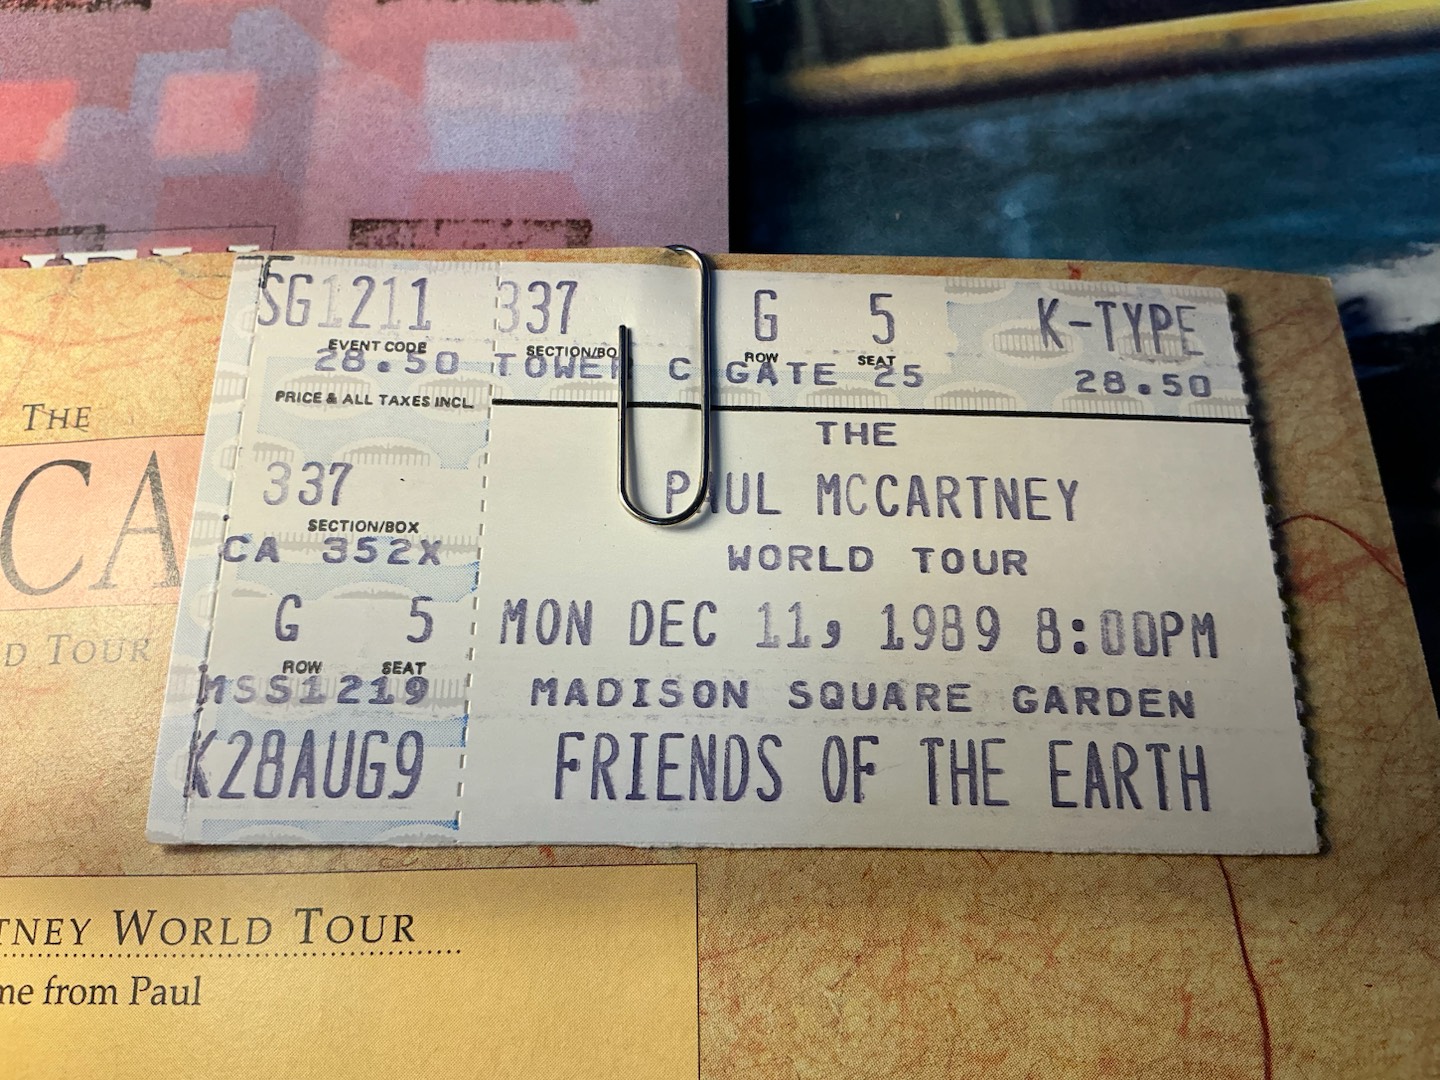 SG1211 337 G 5 K-TYPE
EVENT CODE SECTION/BO ROW SEAT
28.50 TOWER C GATE 25 28.50
PRICE & ALL TAXES INCL.
THE
PAUL MCCARTNEY
337
SECTION/BOX
WORLD TOUR
CA 352X
G 5
MON DEC 11, 1989 8:00PM
ROW SEAT
MSS1219
MADISON SQUARE GARDEN
K28AUG9
FRIENDS OF THE EARTH
THE
CA
D TOUR
TNEY WORLD TOUR
me from Paul